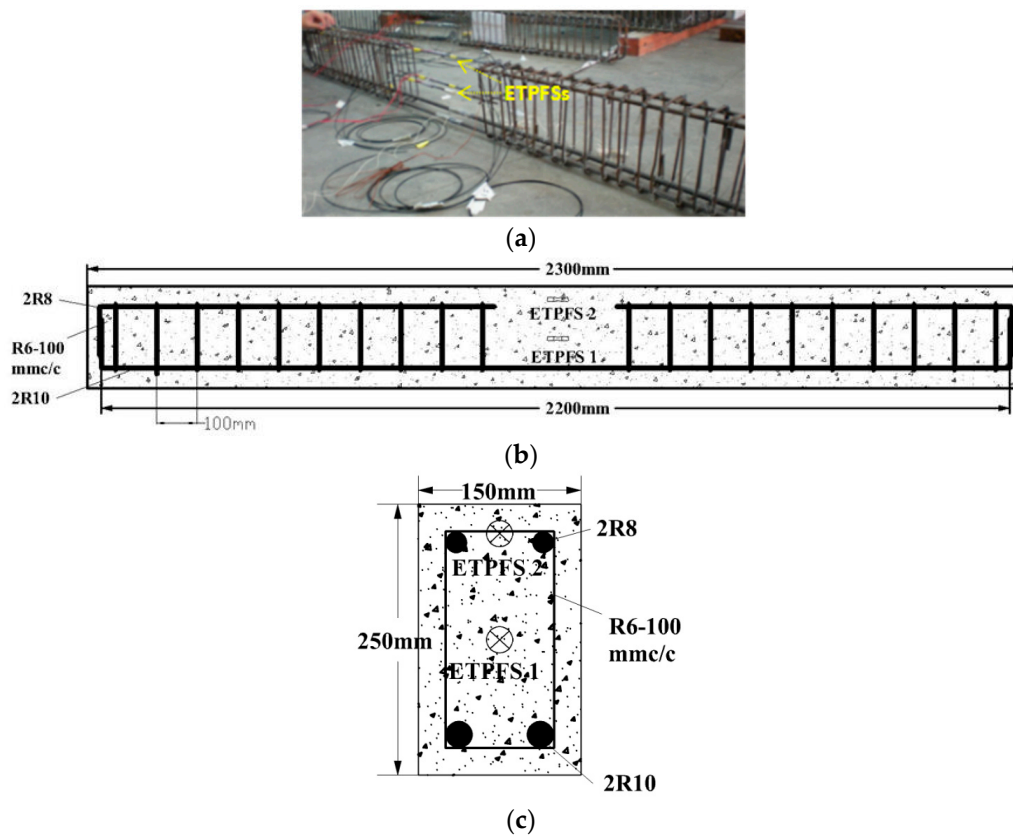 ETPFSs
(a)
2300mm
2R8
ETPFS 2
R6-100
mmc/c
ETPFS 1
2R10
2200mm
100mm
(b)
150mm
2R8
ETPFS 2
250mm
R6-100
mmc/c
ETPFS 1
2R10
(c)